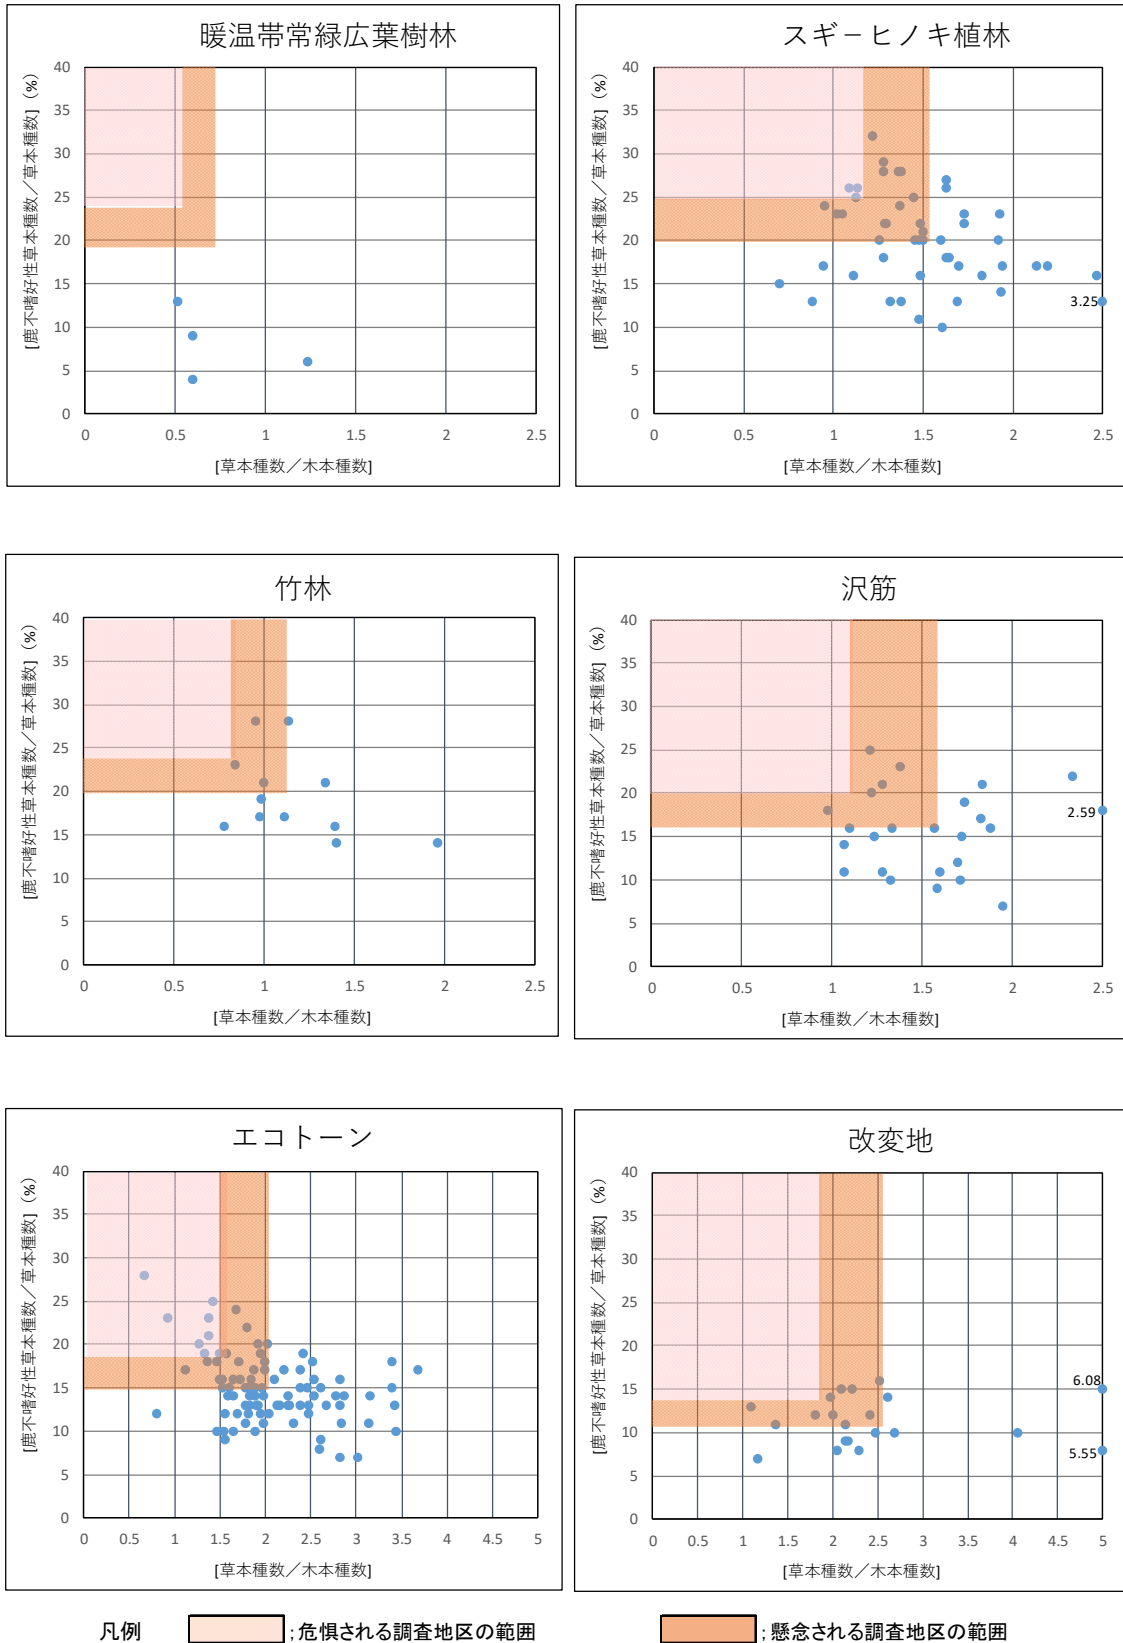 暖温帯常緑広葉樹林
[鹿不嗜好性草本種数／草本種数]（%）
40
35
30
25
20
15
10
5
0
0 0.5 1 1.5 2 2.5
[草本種数／木本種数]
スギ－ヒノキ植林
[鹿不嗜好性草本種数／草本種数]（%）
40
35
30
25
20
15
10
5
0
3.25
0 0.5 1 1.5 2 2.5
[草本種数／木本種数]
竹林
[鹿不嗜好性草本種数／草本種数]（%）
40
35
30
25
20
15
10
5
0
0 0.5 1 1.5 2 2.5
[草本種数／木本種数]
沢筋
[鹿不嗜好性草本種数／草本種数]（%）
40
35
30
25
20
15
10
5
0
2.59
0 0.5 1 1.5 2 2.5
[草本種数／木本種数]
エコトーン
[鹿不嗜好性草本種数／草本種数]（%）
40
35
30
25
20
15
10
5
0
0 0.5 1 1.5 2 2.5 3 3.5 4 4.5 5
[草本種数／木本種数]
改変地
[鹿不嗜好性草本種数／草本種数]（%）
40
35
30
25
20
15
10
5
0
6.08
5.55
0 0.5 1 1.5 2 2.5 3 3.5 4 4.5 5
[草本種数／木本種数]
凡例 ;危惧される調査地区の範囲 ;懸念される調査地区の範囲